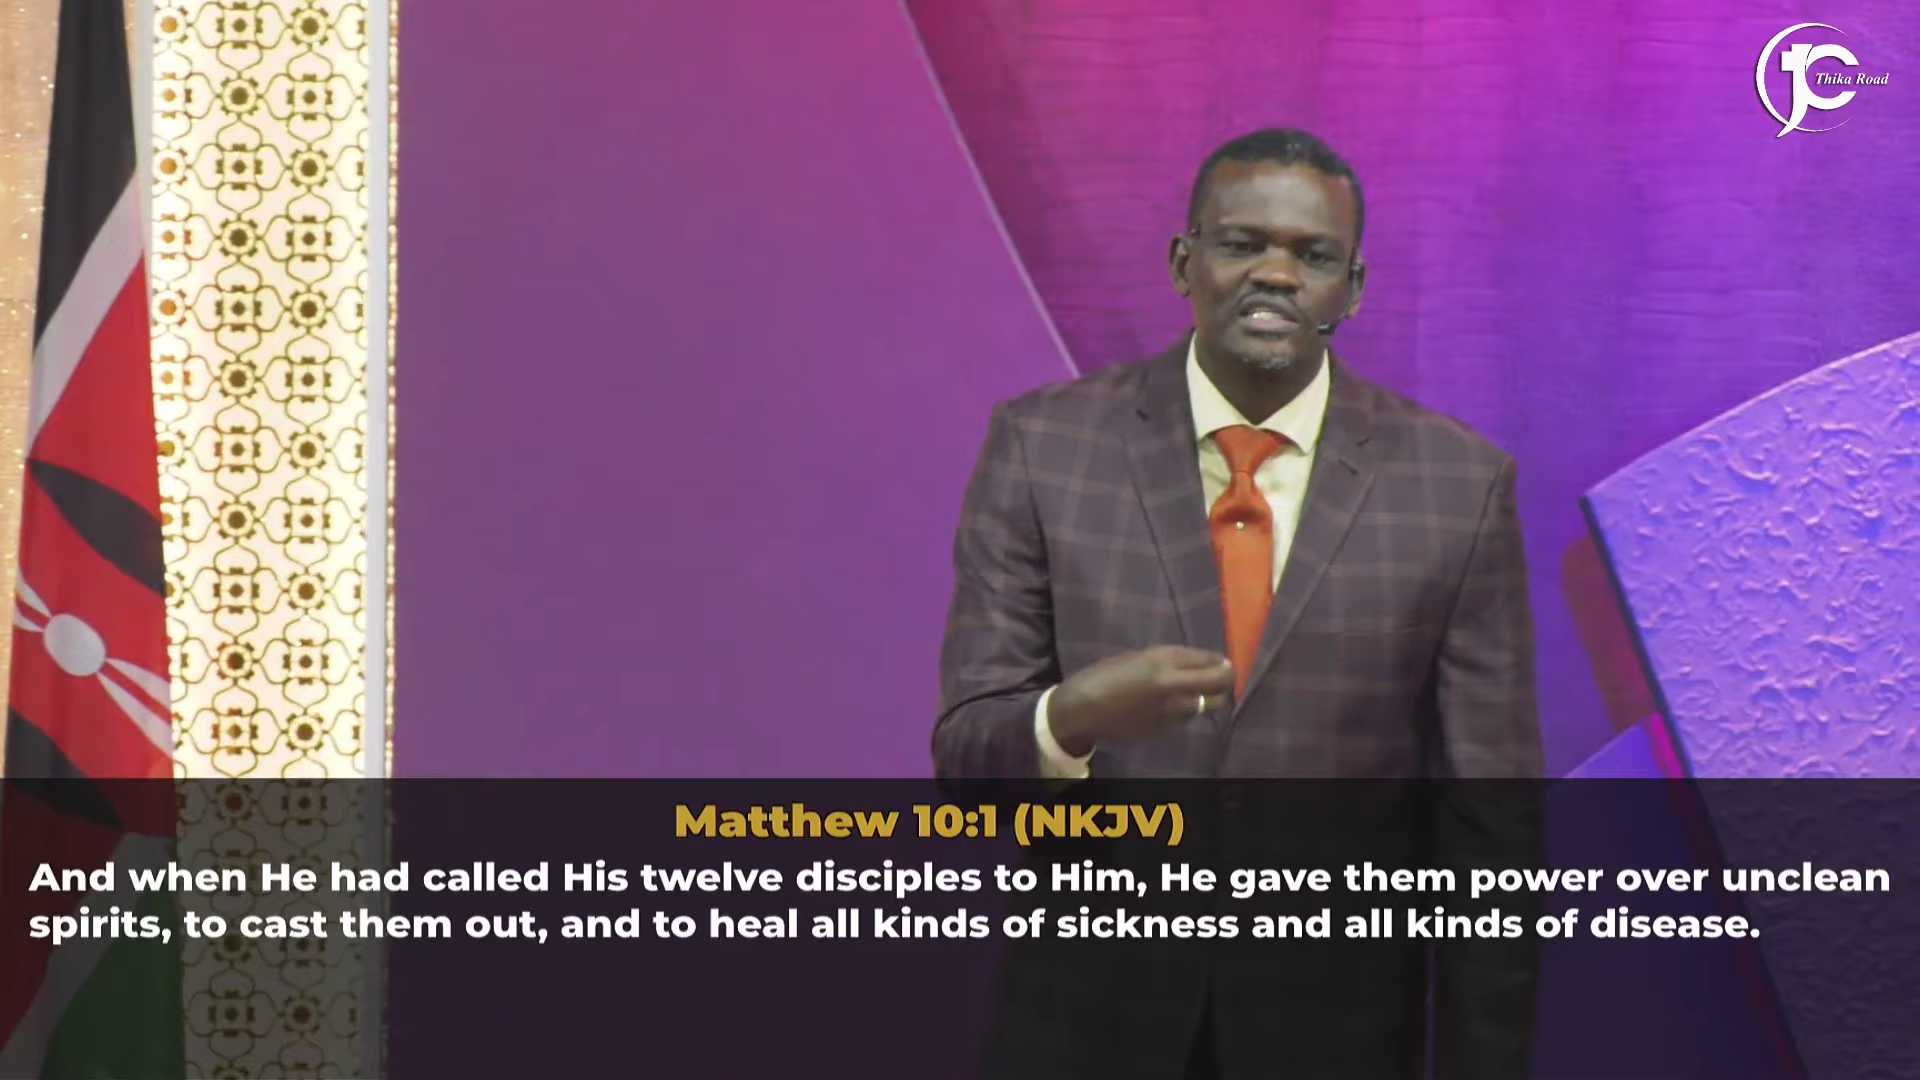 Thika Road
Matthew 10:1 (NKJV)
And when He had called His twelve disciples to Him, He gave them power over unclean
spirits, to cast them out, and to heal all kinds of sickness and all kinds of disease.